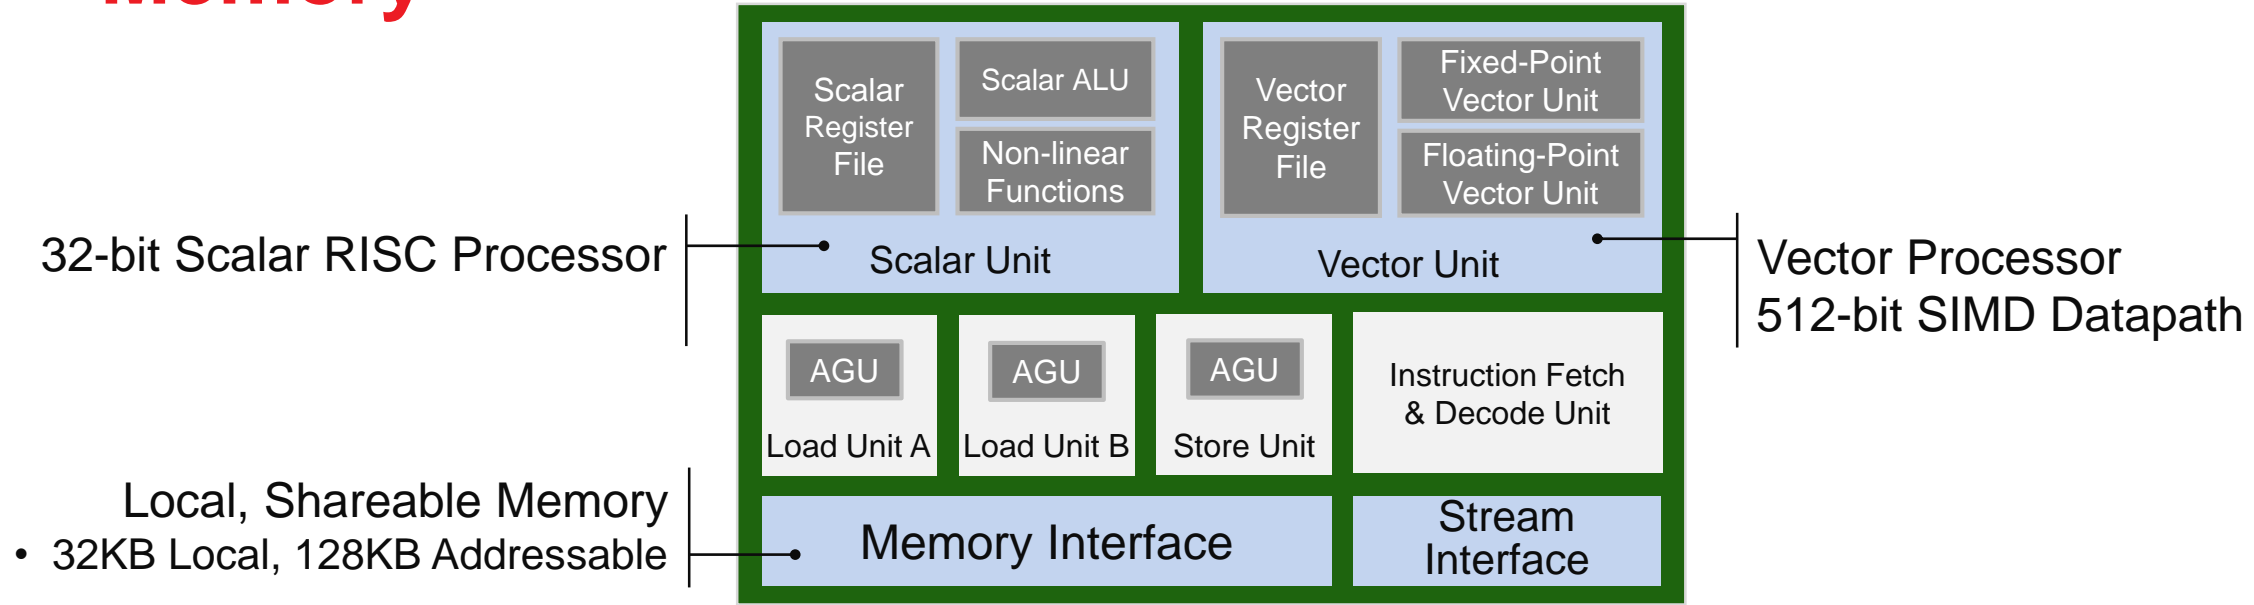 Memory
Scalar
Register
File
Scalar ALU
Non-linear
Functions
Scalar Unit
Vector
Register
File
Fixed-Point
Vector Unit
Floating-Point
Vector Unit
Vector Unit
32-bit Scalar RISC Processor
Vector Processor
512-bit SIMD Datapath
AGU
Load Unit A
AGU
Load Unit B
AGU
Store Unit
Instruction Fetch
& Decode Unit
Local, Shareable Memory
• 32KB Local, 128KB Addressable
Memory Interface
Stream
Interface